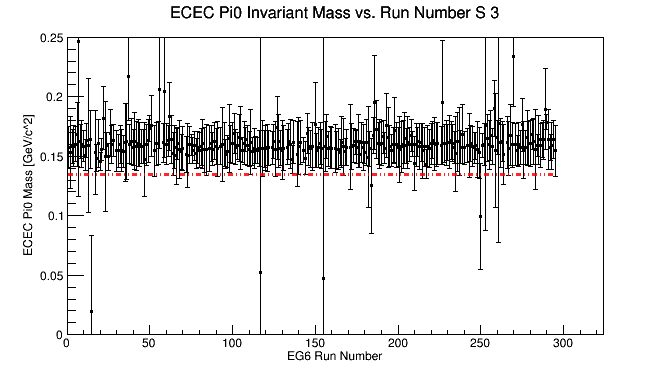 ECEC Pi0 Invariant Mass vs. Run Number S 3
ECEC Pi0 Mass [GeV/c^2]
0.25
0.2
0.15
0.1
0.05
0
0 50 100 150 200 250 300
EG6 Run Number